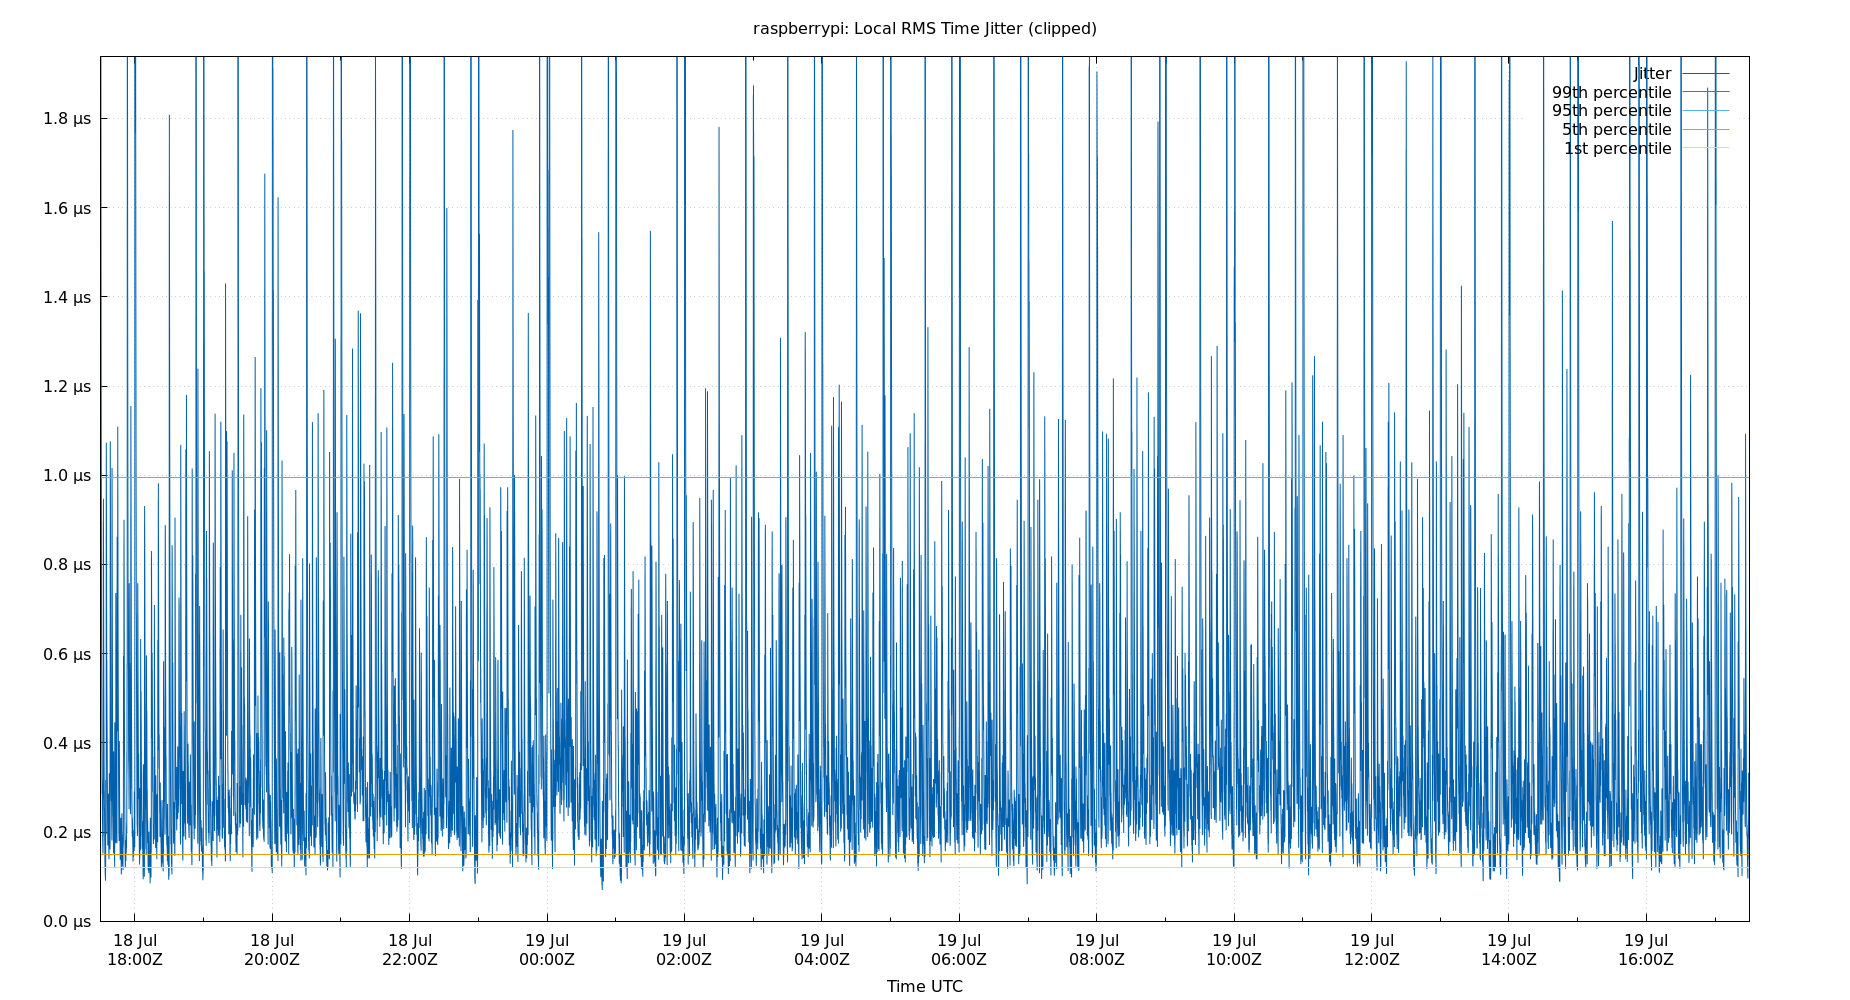 raspberrypi: Local RMS Time Jitter (clipped)
Jitter
99th percentile
95th percentile
5th percentile
1st percentile
1.8 µs
1.6 µs
1.4 µs
1.2 µs
1.0 µs
0.8 µs
0.6 µs
0.4 µs
0.2 µs
0.0 µs
18 Jul 18 Jul 18 Jul 19 Jul 19 Jul 19 Jul 19 Jul 19 Jul 19 Jul 19 Jul 19 Jul 19 Jul
18:00Z 20:00Z 22:00Z 00:00Z 02:00Z 04:00Z 06:00Z 08:00Z 10:00Z 12:00Z 14:00Z 16:00Z
Time UTC